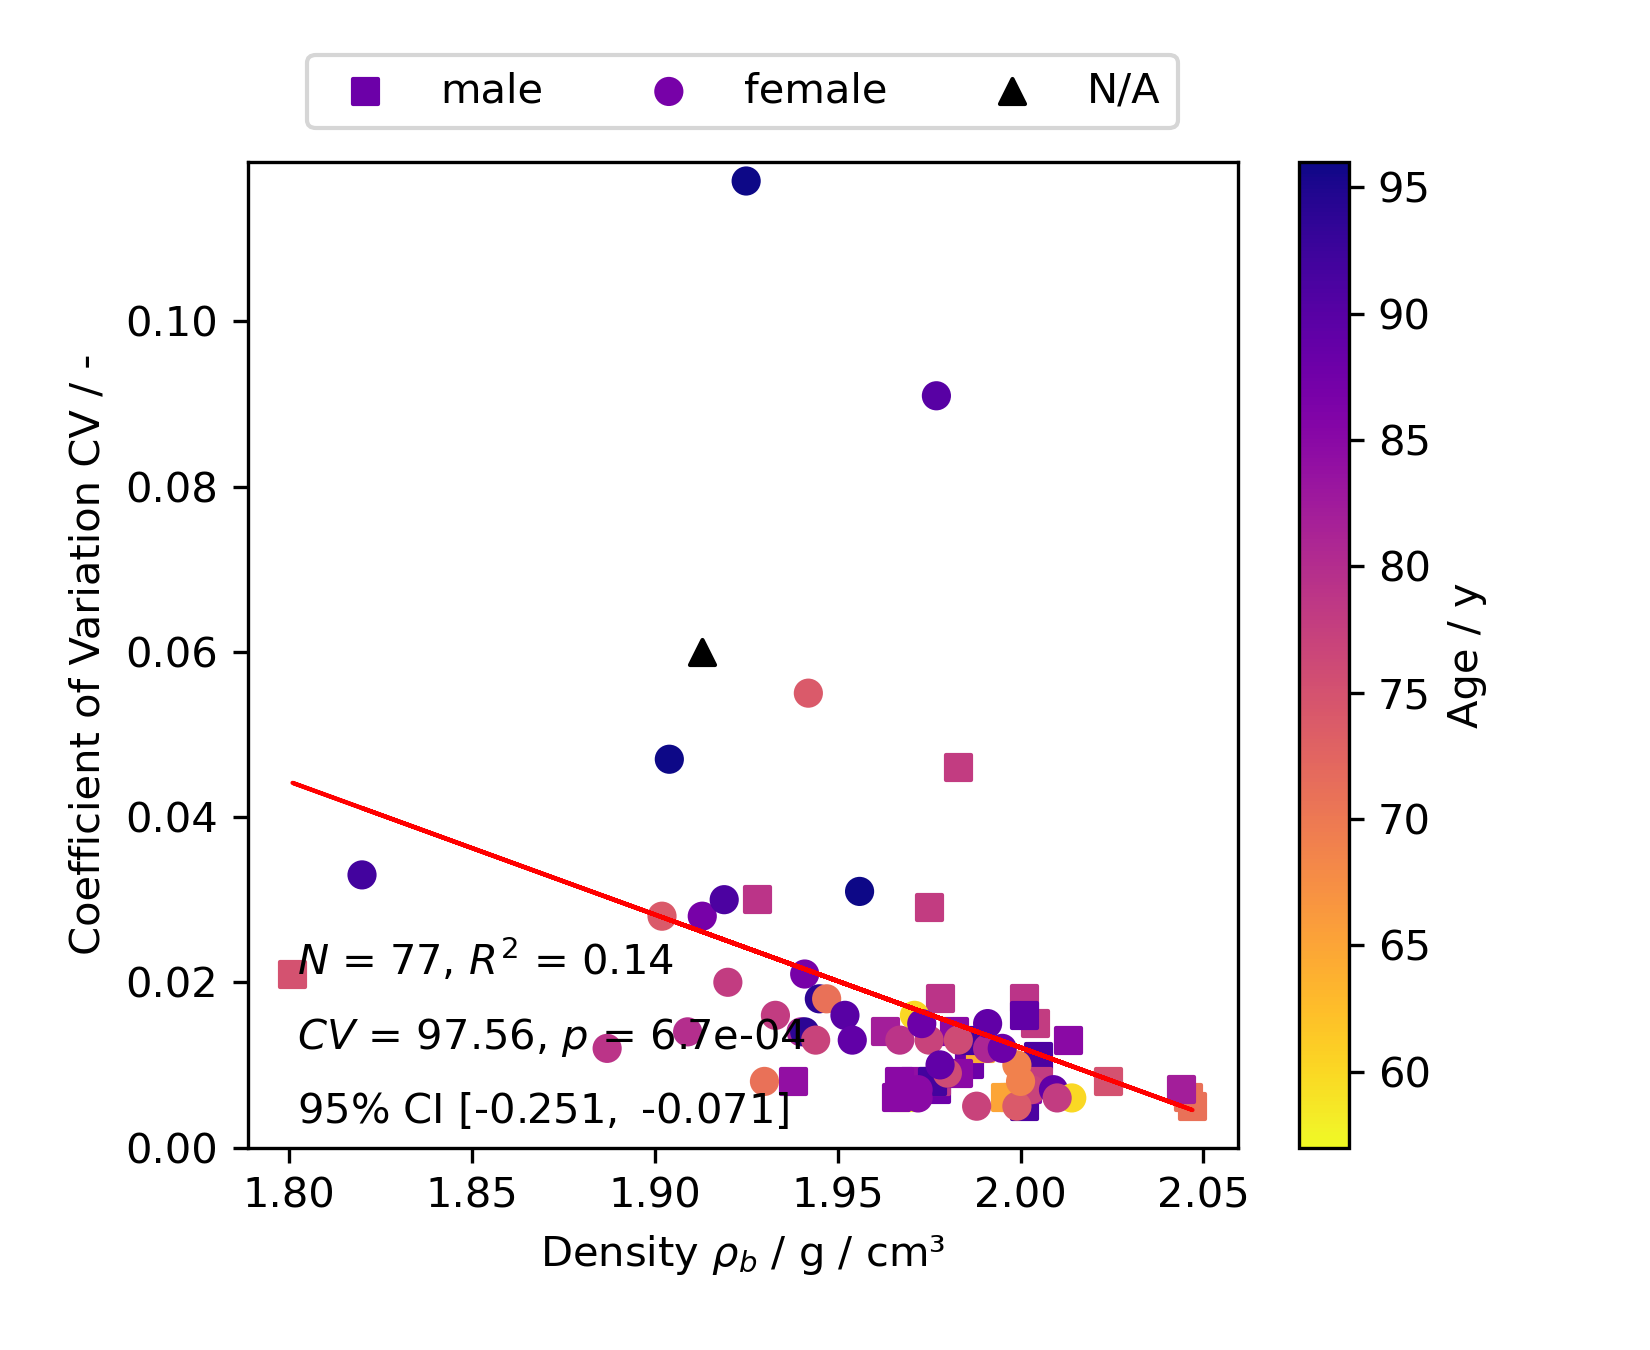 male female N/A
0.10
0.08
0.06
0.04
0.02
0.00
Coefficient of Variation CV / -
N = 77, R² = 0.14
CV = 97.56, p = 6.7e-04
95% CI [-0.251, -0.071]
1.80 1.85 1.90 1.95 2.00 2.05
Density ρb / g / cm³
95
90
85
80
75
70
65
60
Age / y